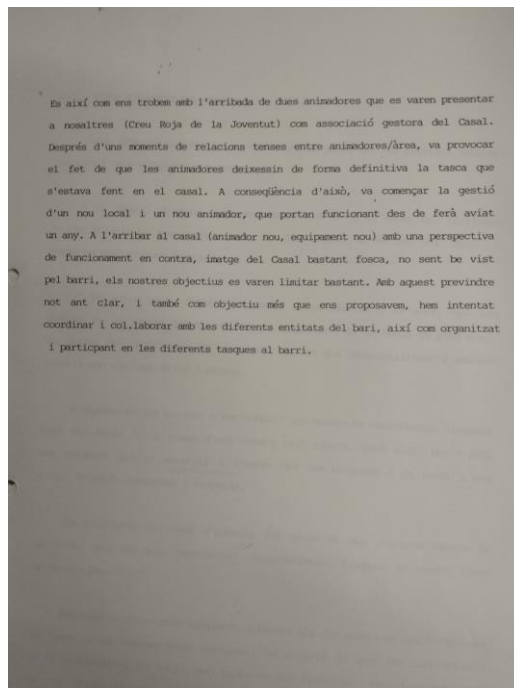 Es així com ens trobem amb l'arribada de dues animadores que es varen presentar
a nosaltres (Creu Roja de la Joventut) com associació gestora del Casal.
Després d'uns moments de relacions tenses entre animadores/àrea, va provocar
el fet de que les animadores deixessin de forma definitiva la tasca que
s'estava fent en el casal. A conseqüència d'això, va començar la gestió
d'un nou local i un nou animador, que portan funcionant des de ferà aviat
un any. A l'arribar al casal (animador nou, equipament nou) amb una perspectiva
de funcionament en contra, imatge del Casal bastant fosca, no sent be vist
pel barri, els nostres objectius es varen limitar bastant. Amb aquest previndre
not ant clar, i també com objectiu més que ens proposavem, hem intentat
coordinar i col.laborar amb les diferents entitats del bari, així com organitzat
i particpant en les diferents tasques al barri.